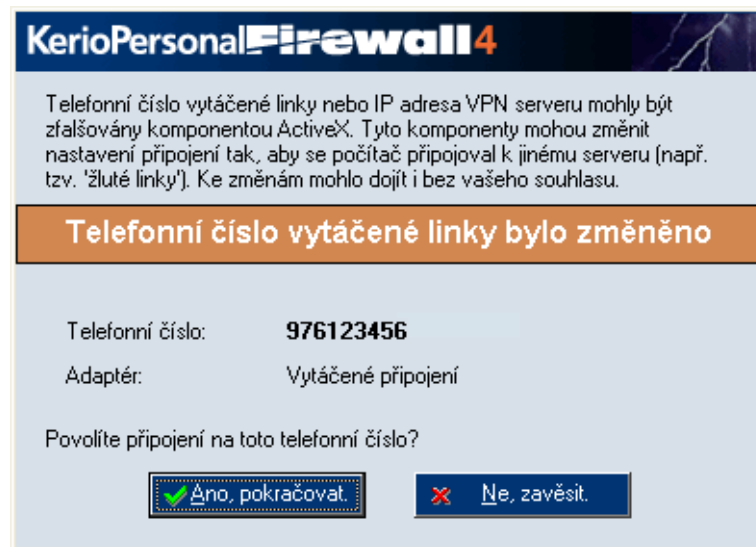 KerioPersonalFirewall4
Telefonní číslo vytáčené linky nebo IP adresa VPN serveru mohly být
zfalšovány komponentou ActiveX. Tyto komponenty mohou změnit
nastavení připojení tak, aby se počítač připojoval k jinému serveru (např.
tzv. 'žluté linky'). Ke změnám mohlo dojít i bez vašeho souhlasu.
Telefonní číslo vytáčené linky bylo změněno
Telefonní číslo: 976123456
Adaptér: Vytáčené připojení
Povolíte připojení na toto telefonní číslo?
Ano, pokračovat. Ne, zavěsit.